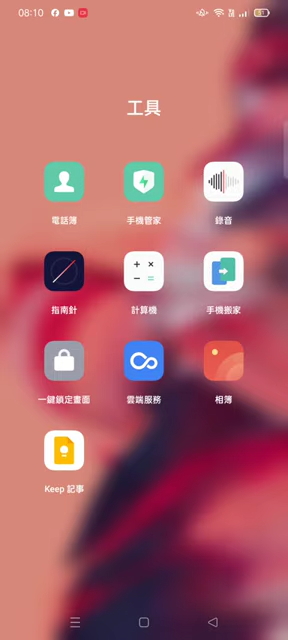 08:10
工具
電話簿
手機管家
錄音
指南針
計算機
手機搬家
一鍵鎖定畫面
雲端服務
相簿
Keep 記事